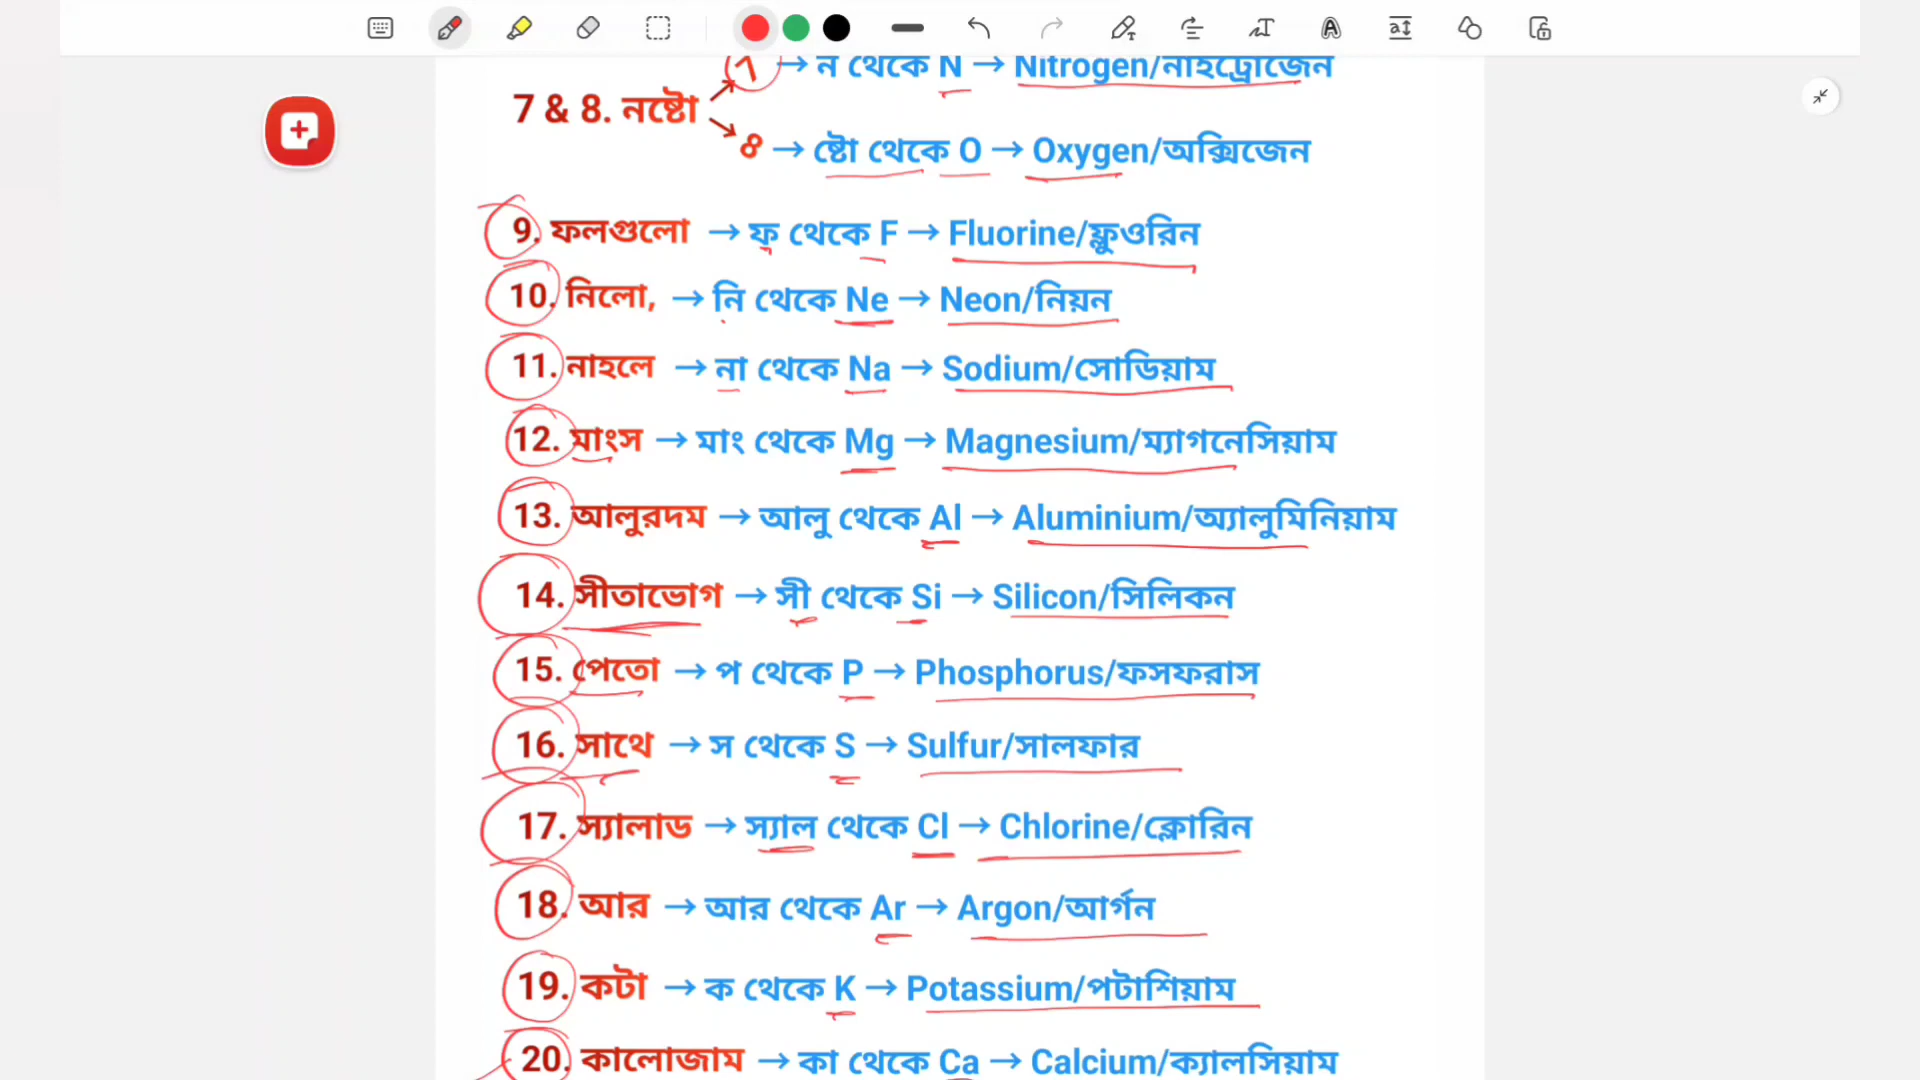 7 → ন থেকে N → Nitrogen/নাইট্রোজেন
7 & 8. নষ্টো
8 → ষ্টো থেকে O → Oxygen/অক্সিজেন
9. ফলগুলো → ফ থেকে F → Fluorine/ফ্লুওরিন
10. নিলো, → নি থেকে Ne → Neon/নিয়ন
11. নাহলে → না থেকে Na → Sodium/সোডিয়াম
12. মাংস → মাং থেকে Mg → Magnesium/ম্যাগনেসিয়াম
13. আলুরদম → আলু থেকে Al → Aluminium/অ্যালুমিনিয়াম
14. সীতাভোগ → সী থেকে Si → Silicon/সিলিকন
15. পেতো → প থেকে P → Phosphorus/ফসফরাস
16. সাথে → স থেকে S → Sulfur/সালফার
17. স্যালাড → স্যাল থেকে Cl → Chlorine/ক্লোরিন
18. আর → আর থেকে Ar → Argon/আর্গন
19. কটা → ক থেকে K → Potassium/পটাশিয়াম
20. কালোজাম → কা থেকে Ca → Calcium/ক্যালসিয়াম